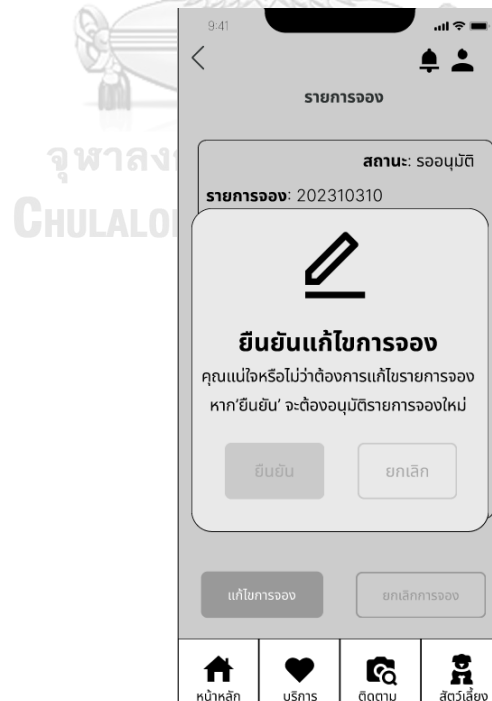 9:41
รายการจอง
สถานะ: รออนุมัติ
รายการจอง: 202310310
ยืนยันแก้ไขการจอง
คุณแน่ใจหรือไม่ว่าต้องการแก้ไขรายการจอง
หาก'ยืนยัน' จะต้องอนุมัติรายการจองใหม่
ยืนยัน ยกเลิก
แก้ไขการจอง ยกเลิกการจอง
หน้าหลัก บริการ ติดตาม สัตว์เลี้ยง
จุฬาลง
CHULALO